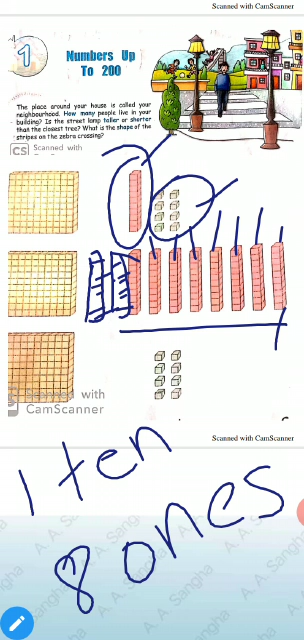 Scanned with CamScanner
1
Numbers Up
To 200
The place around your house is called your
neighbourhood. How many people live in your
building? Is the street lamp taller or shorter
than the closest tree? What is the shape of the
stripes on the zebra crossing?
CS Scanned with
Scanned with
CamScanner
Scanned with CamScanner
1 ten
8 ones
A. A. Sangha